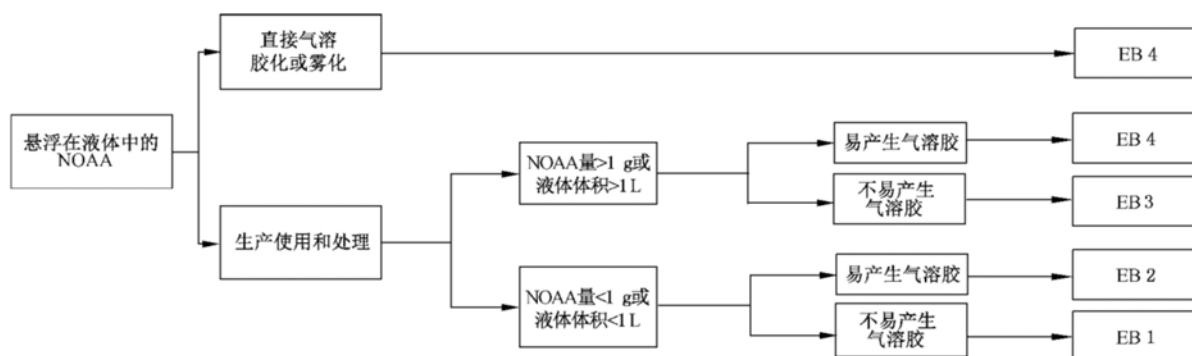 直接气溶
胶化或雾化
EB 4
悬浮在液体中的
NOAA
生产使用和处理
NOAA量>1 g或
液体体积>1L
易产生气溶胶
EB 4
不易产生
气溶胶
EB 3
NOAA量<1 g或
液体体积<1L
易产生气溶胶
EB 2
不易产生
气溶胶
EB 1